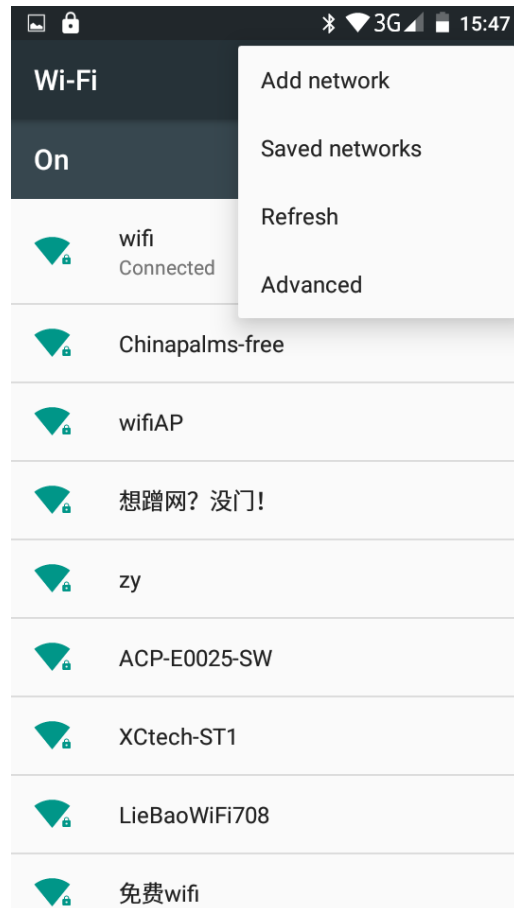 3G 15:47
Wi-Fi
Add network
On
Saved networks
Refresh
Advanced
wifi
Connected
Chinapalms-free
wifiAP
想蹭网？没门！
zy
ACP-E0025-SW
XCtech-ST1
LieBaoWiFi708
免费wifi